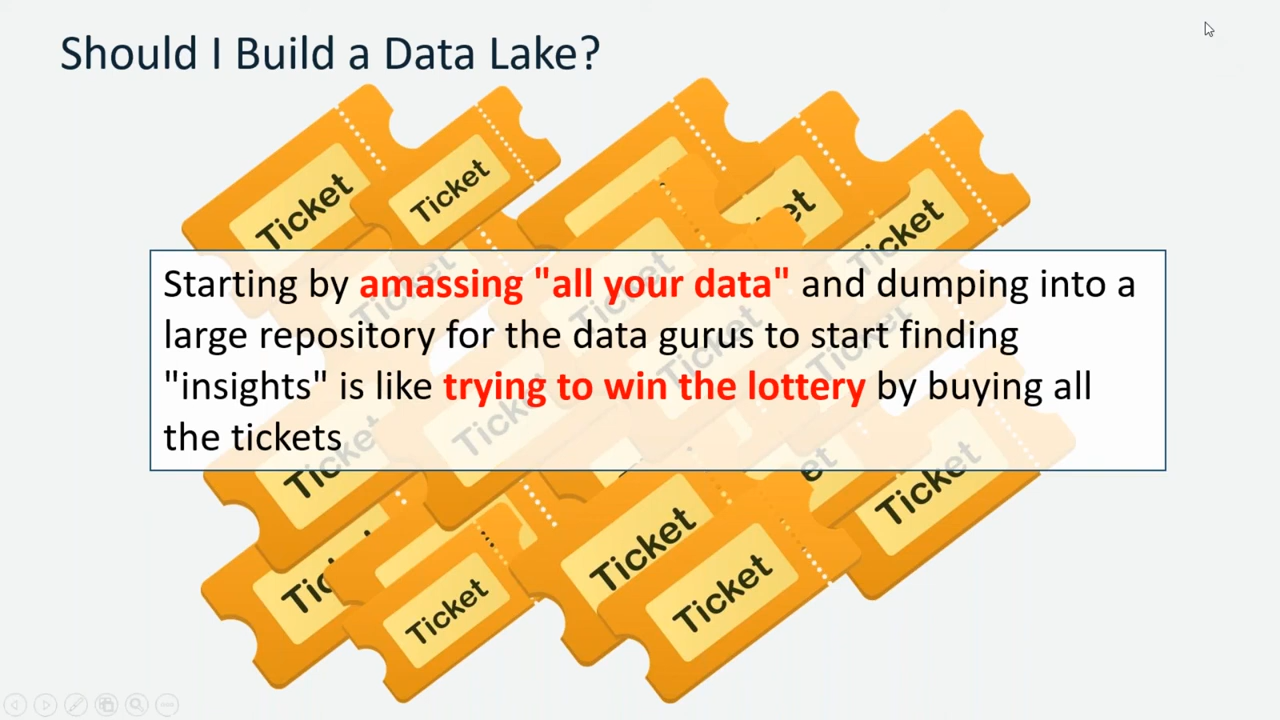 Should I Build a Data Lake?
Ticket
Ticket
Ticket
Starting by amassing "all your data" and dumping into a
large repository for the data gurus to start finding
"insights" is like trying to win the lottery by buying all
the tickets
Ticket
Ticket
Ticket
Ticket